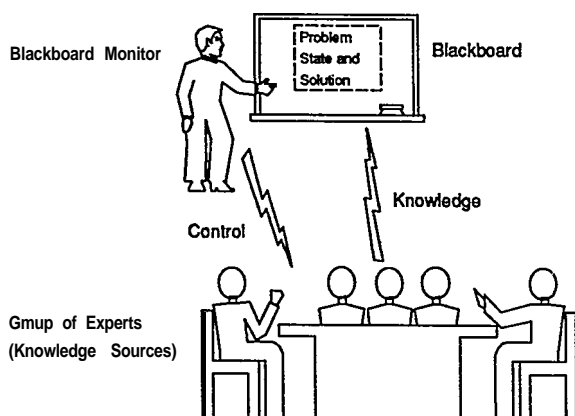 Blackboard Monitor
Problem
State and
Solution
Blackboard
Control
Knowledge
Gmup of Experts
(Knowledge Sources)